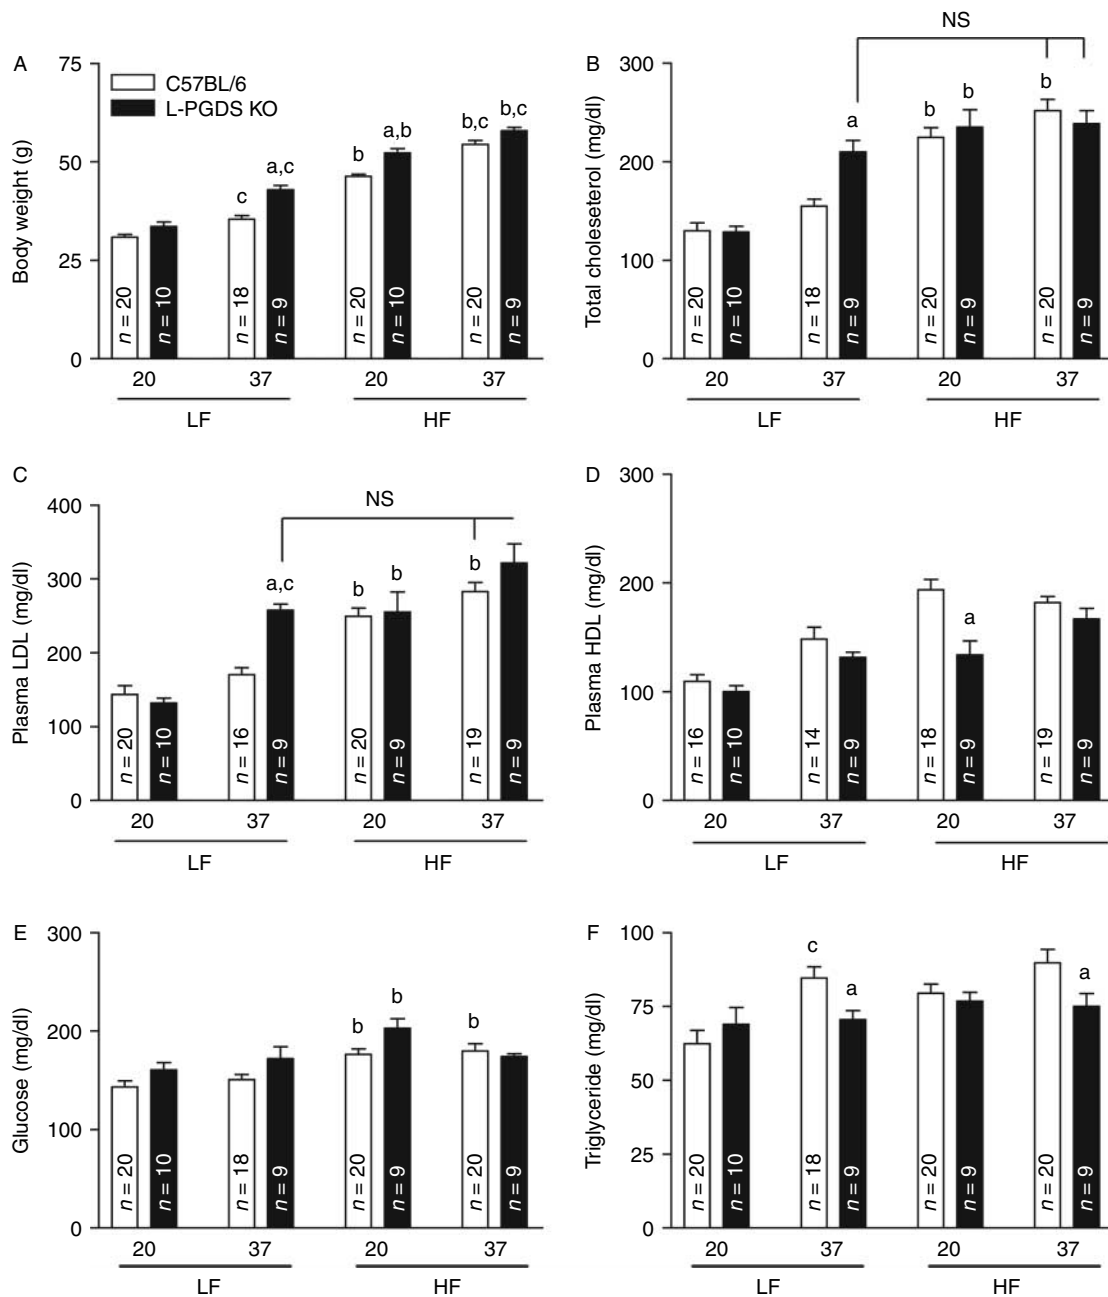 A
75
50
25
0
Body weight (g)
C57BL/6
L-PGDS KO
c
a,c
b
a,b
b,c
b,c
n = 20
n = 10
n = 18
n = 9
n = 20
n = 10
n = 20
n = 9
20 37 20 37
LF HF
B
NS
300
200
100
0
Total choleseterol (mg/dl)
a
b
b
b
n = 20
n = 10
n = 18
n = 9
n = 20
n = 9
n = 20
n = 9
20 37 20 37
LF HF
C
NS
400
300
200
100
0
Plasma LDL (mg/dl)
a,c
b
b
b
n = 20
n = 10
n = 16
n = 9
n = 20
n = 9
n = 19
n = 9
20 37 20 37
LF HF
D
300
200
100
0
Plasma HDL (mg/dl)
a
n = 16
n = 10
n = 14
n = 9
n = 18
n = 9
n = 19
n = 9
20 37 20 37
LF HF
E
300
200
100
0
Glucose (mg/dl)
b
b
b
n = 20
n = 10
n = 18
n = 9
n = 20
n = 9
n = 20
n = 9
20 37 20 37
LF HF
F
100
75
50
25
0
Triglyceride (mg/dl)
c
a
a
n = 20
n = 10
n = 18
n = 9
n = 20
n = 9
n = 20
n = 9
20 37 20 37
LF HF